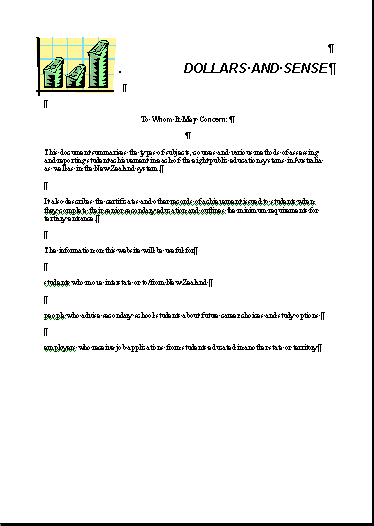 DOLLARS AND SENSE
To Whom It May Concern:
This document summarises the types of subjects, courses and various methods of assessing
and reporting student achievement in each of the eight public education systems in Australia
as well as in the New Zealand system.
It also describes the certificates and other records of achievement issued to students when
they complete their senior secondary education and outlines the minimum requirements for
tertiary entrance.
The information on this website will be useful for
students who move interstate or to/from New Zealand
people who advise secondary school students about future career choices and study options
employers who receive job applications from students educated in another state or territory